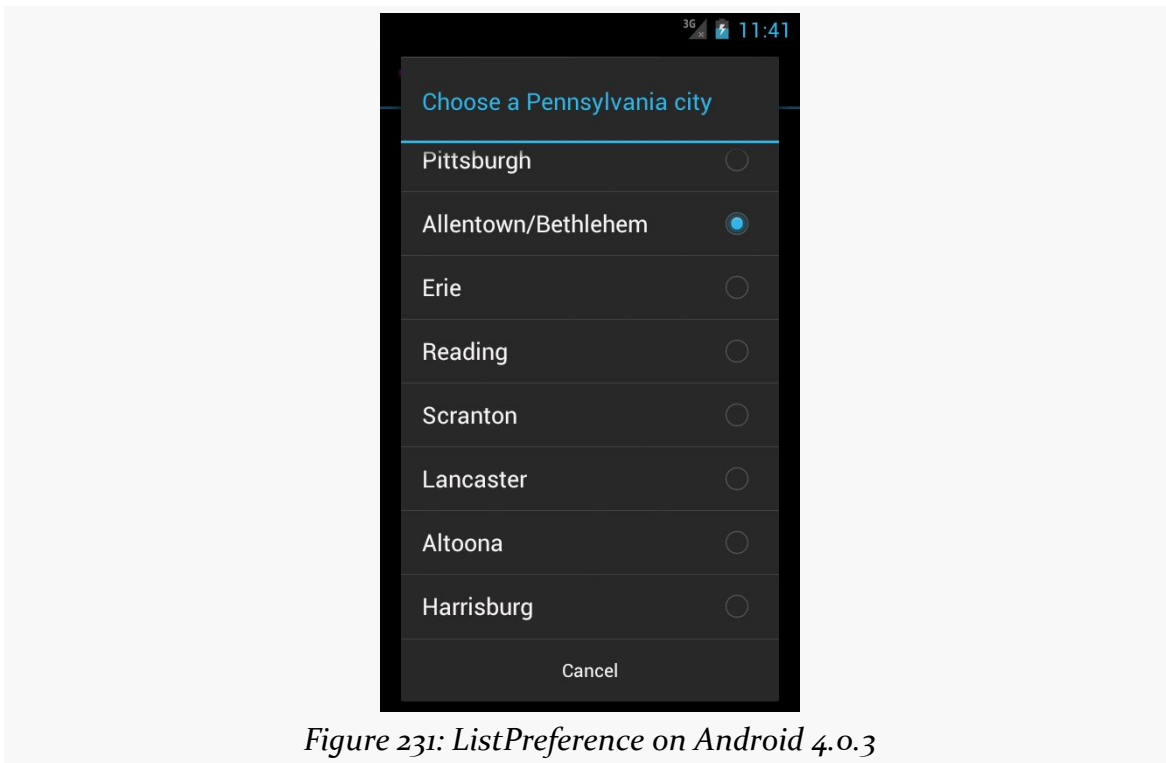 3G 11:41
Choose a Pennsylvania city
Pittsburgh
Allentown/Bethlehem
Erie
Reading
Scranton
Lancaster
Altoona
Harrisburg
Cancel
Figure 231: ListPreference on Android 4.0.3